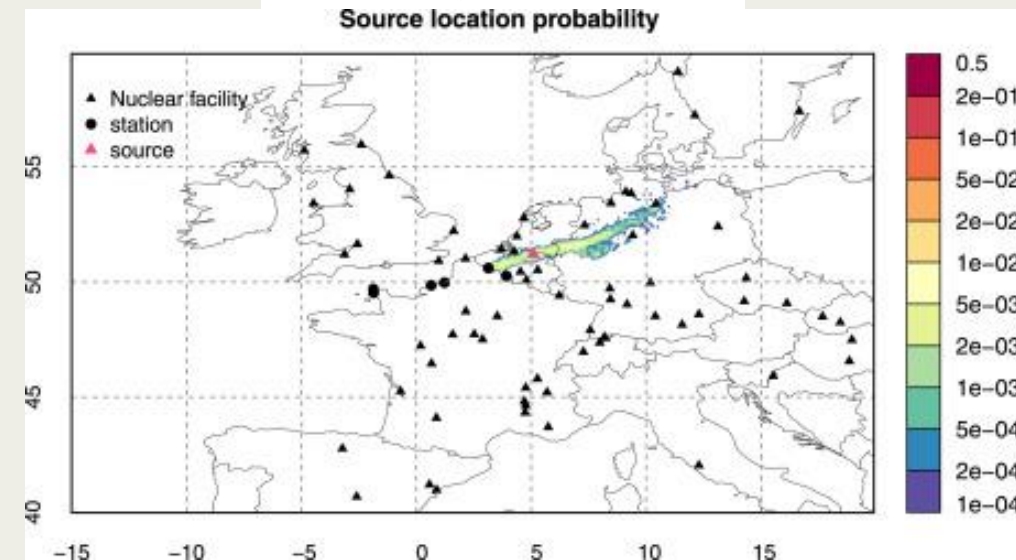 Source location probability
Nuclear facility
station
source
55
50
45
40
−15 −10 −5 0 5 10 15
0.5
2e−01
1e−01
5e−02
2e−02
1e−02
5e−03
2e−03
1e−03
5e−04
2e−04
1e−04